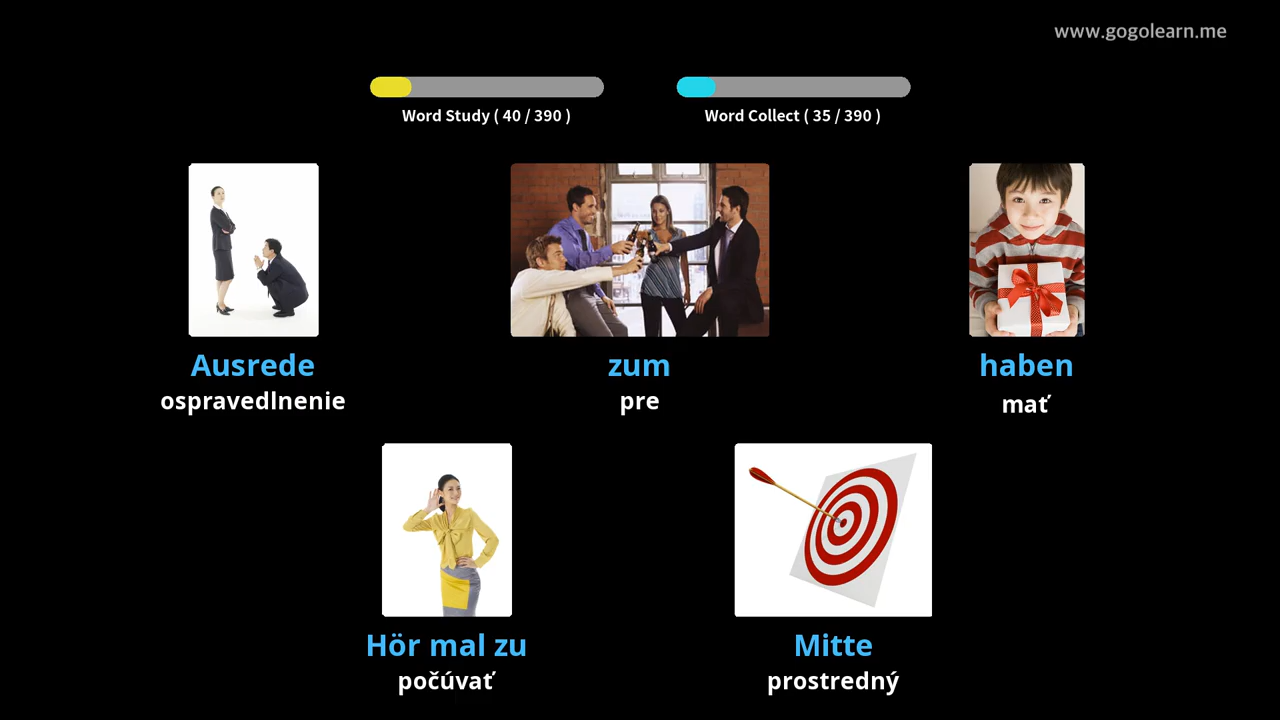 www.gogolearn.me
Word Study ( 40 / 390 )
Word Collect ( 35 / 390 )
Ausrede
ospravedlnenie
zum
pre
haben
mať
Hör mal zu
počúvať
Mitte
prostredný